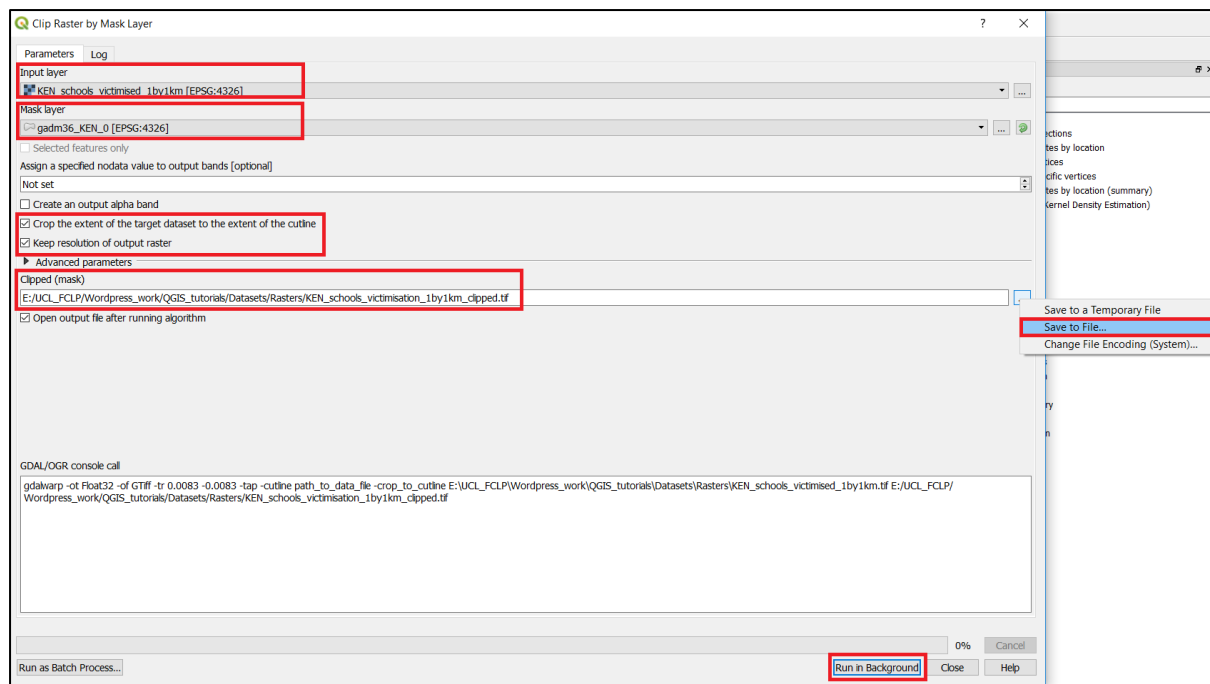 Clip Raster by Mask Layer
?
Parameters
Log
Input layer
KEN_schools_victimised_1by1km [EPSG:4326]
...
Mask layer
gadm36_KEN_0 [EPSG:4326]
...
Selected features only
Assign a specified nodata value to output bands [optional]
Not set
Create an output alpha band
Crop the extent of the target dataset to the extent of the cutline
Keep resolution of output raster
Advanced parameters
Clipped (mask)
E:/UCL_FCLP/Wordpress_work/QGIS_tutorials/Datasets/Rasters/KEN_schools_victimisation_1by1km_clipped.tif
...
Open output file after running algorithm
GDAL/OGR console call
gdalwarp -ot Float32 -of GTiff -tr 0.0083 -0.0083 -tap -cutline path_to_data_file -crop_to_cutline E:\UCL_FCLP\Wordpress_work\QGIS_tutorials\Datasets\Rasters\KEN_schools_victimised_1by1km.tif E:/UCL_FCLP/
Wordpress_work/QGIS_tutorials/Datasets/Rasters/KEN_schools_victimisation_1by1km_clipped.tif
0%
Cancel
Run as Batch Process...
Run in Background
Close
Help
ections
tes by location
tices
cific vertices
tes by location (summary)
Kernel Density Estimation)
Save to a Temporary File
Save to File...
Change File Encoding (System)...
ry
n